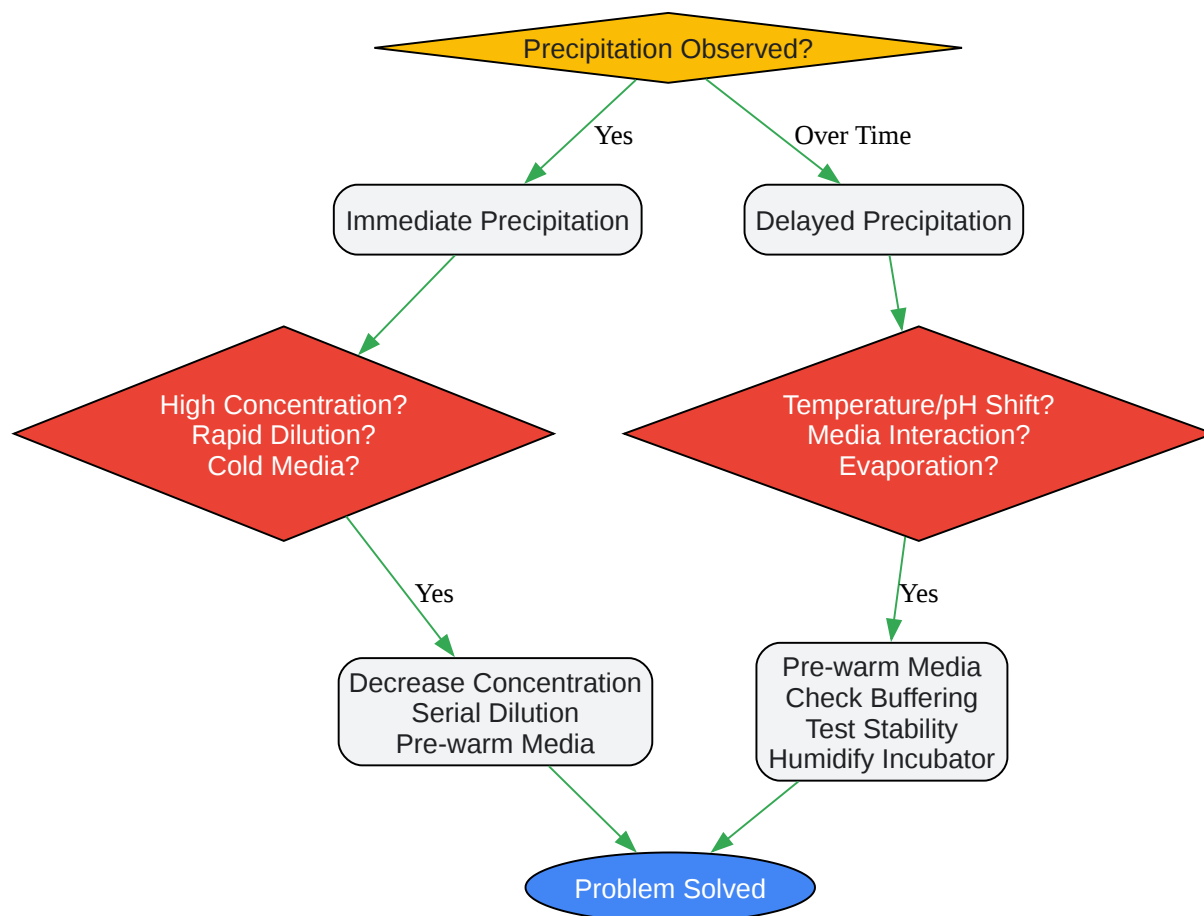 Precipitation Observed?
Yes
Over Time
Immediate Precipitation
Delayed Precipitation
High Concentration?
Rapid Dilution?
Cold Media?
Temperature/pH Shift?
Media Interaction?
Evaporation?
Yes
Yes
Decrease Concentration
Serial Dilution
Pre-warm Media
Pre-warm Media
Check Buffering
Test Stability
Humidify Incubator
Problem Solved